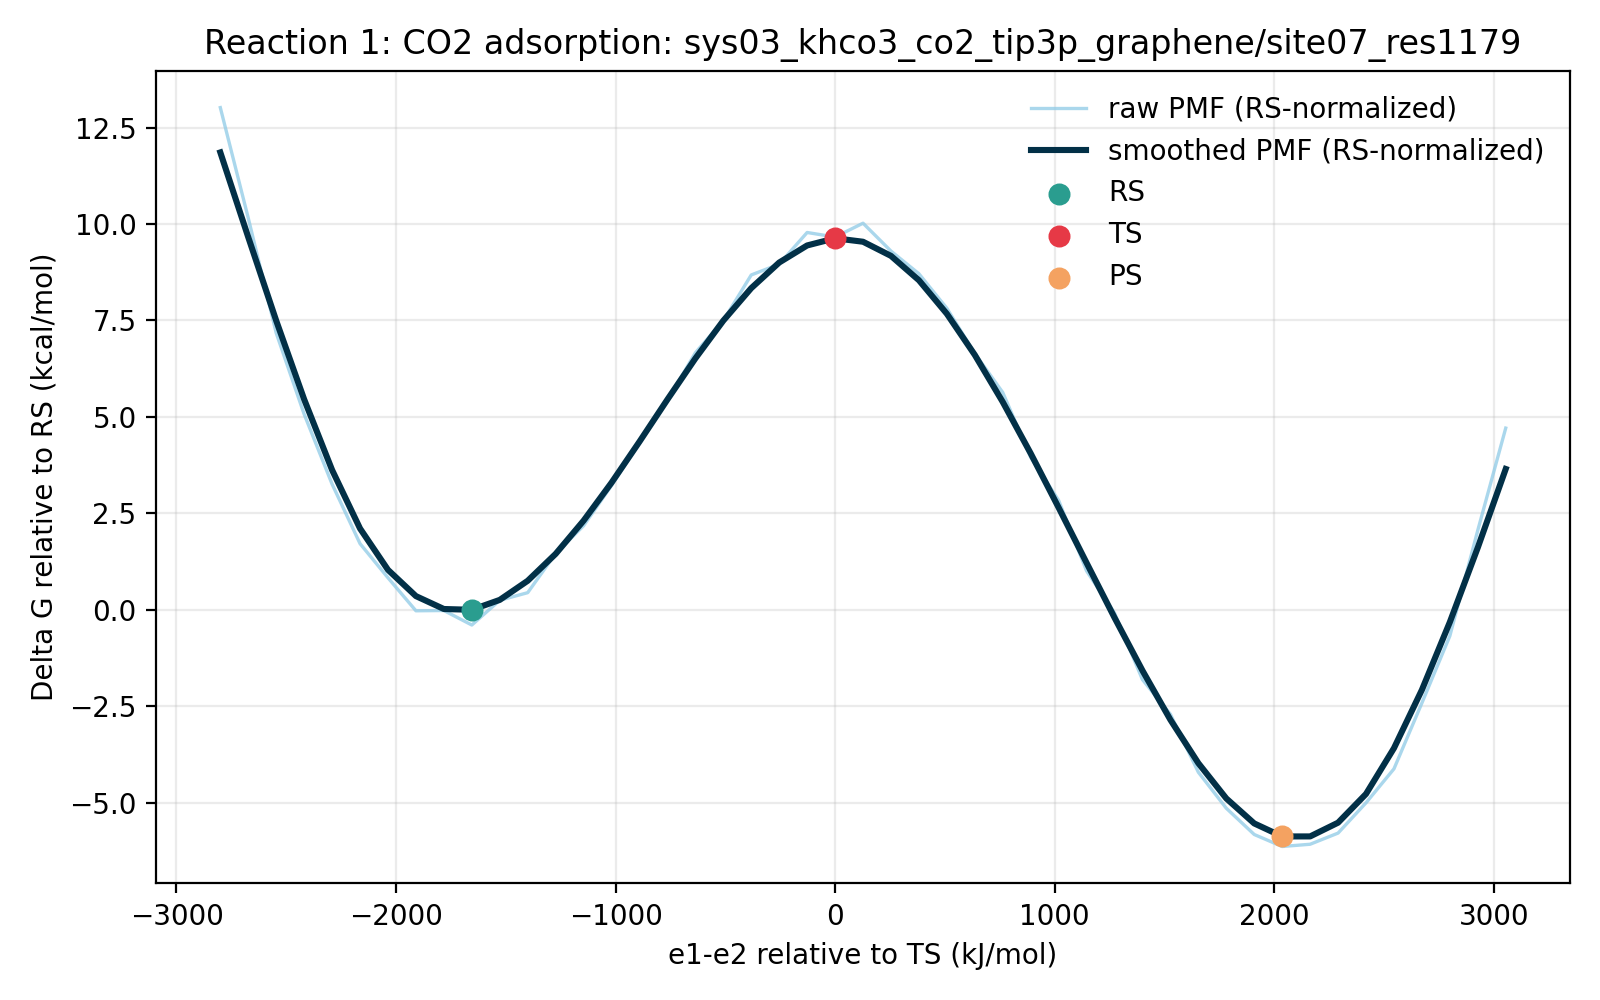 Reaction 1: CO2 adsorption: sys03_khco3_co2_tip3p_graphene/site07_res1179
raw PMF (RS-normalized)
smoothed PMF (RS-normalized)
RS
TS
PS
Delta G relative to RS (kcal/mol)
12.5
10.0
7.5
5.0
2.5
0.0
−2.5
−5.0
−3000
−2000
−1000
0
1000
2000
3000
e1-e2 relative to TS (kJ/mol)